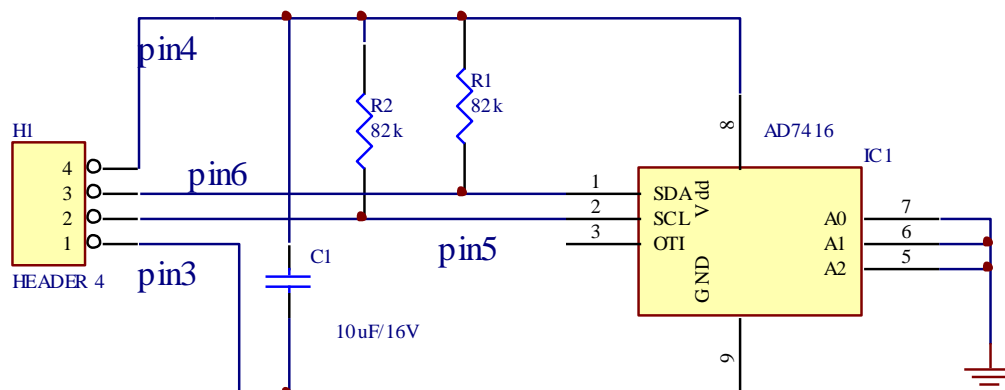 pin4
R1
82k
R2
82k
8
AD7416
H1
IC1
4
pin6
3
1
SDA
Vdd
7
A0
2
2
SCL
6
A1
1
pin5
3
OTI
5
A2
pin3
C1
GND
HEADER 4
10uF/16V
9